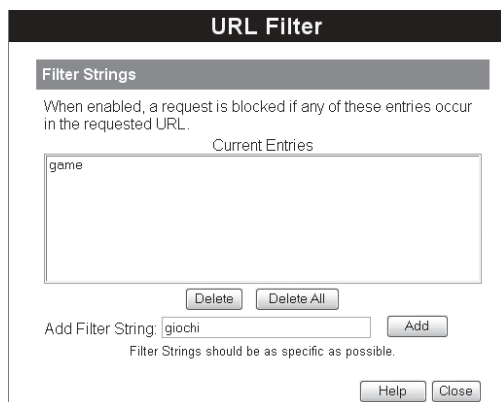 URL Filter
Filter Strings
When enabled, a request is blocked if any of these entries occur
in the requested URL.
Current Entries
game
Delete Delete All
Add Filter String: giochi Add
Filter Strings should be as specific as possible.
Help Close